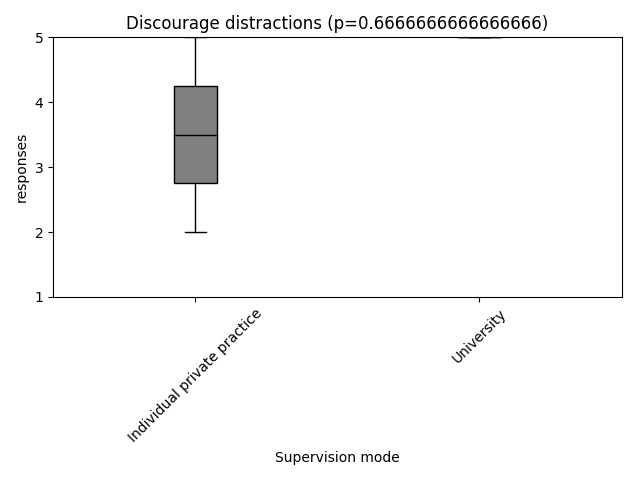 Discourage distractions (p=0.6666666666666666)
5
4
3
2
1
responses
Individual private practice
University
Supervision mode